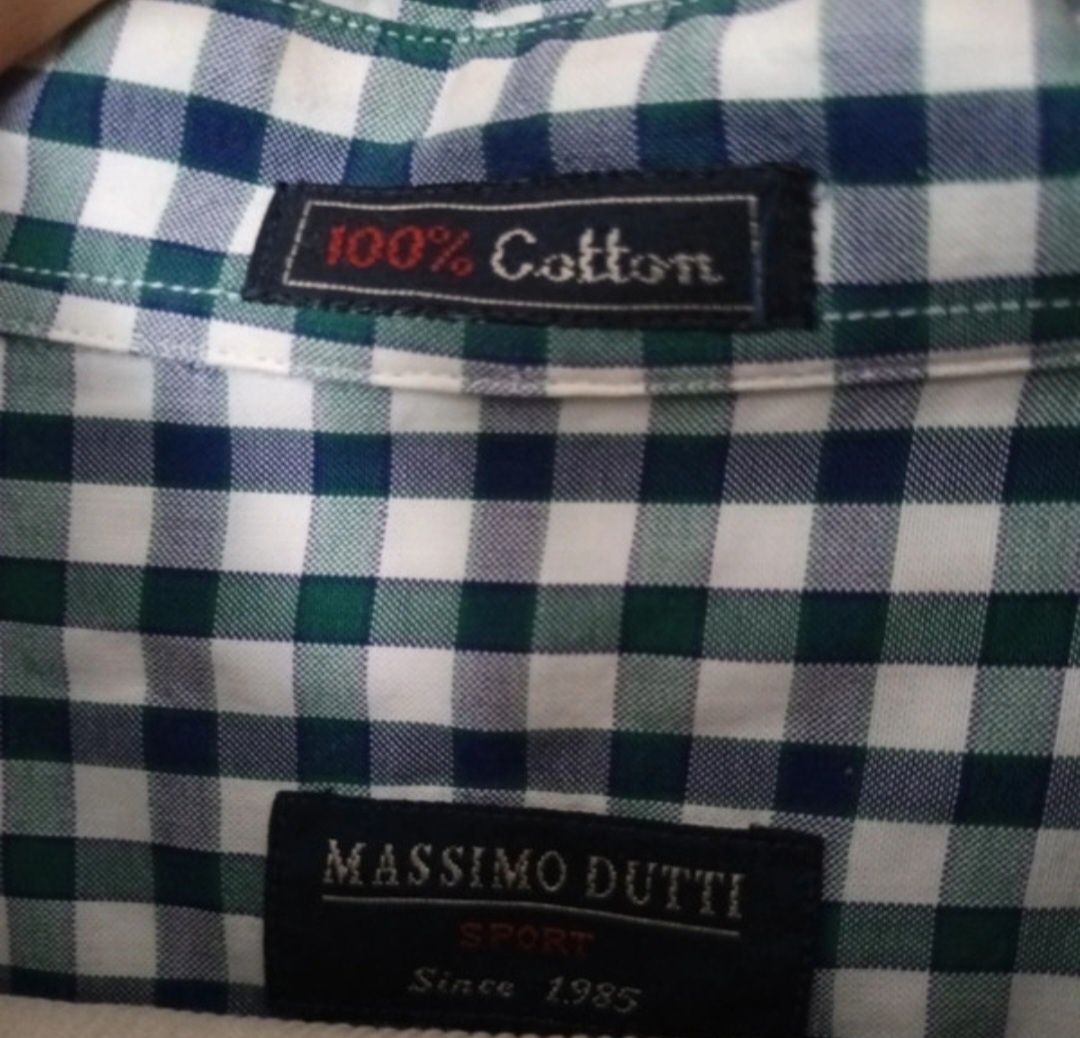 100% Cotton
MASSIMO DUTTI
SPORT
Since 1985